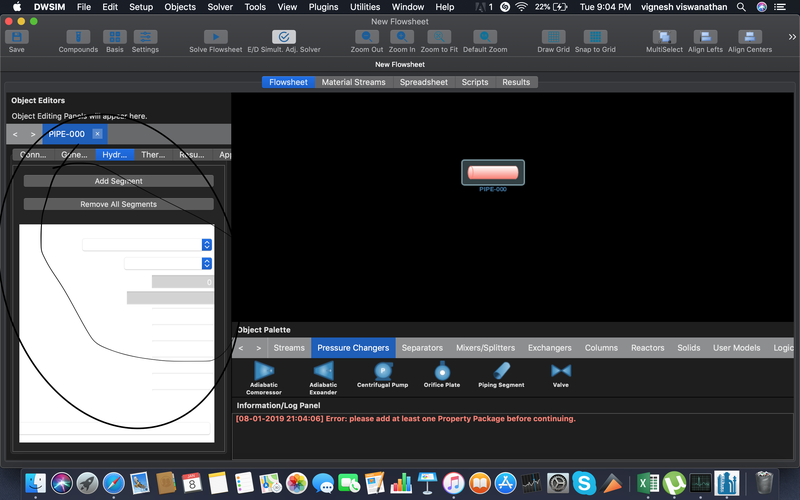 DWSIM File Edit Setup Objects Solver Tools View Plugins Utilities Window Help 1 22% Tue 9:04 PM vignesh viswanathan
New Flowsheet
Save Compounds Basis Settings Solve Flowsheet E/D Simult. Adj. Solver Zoom Out Zoom In Zoom to Fit Default Zoom Draw Grid Snap to Grid MultiSelect Align Lefts Align Centers
New Flowsheet
Flowsheet Material Streams Spreadsheet Scripts Results
Object Editors
Object Editing Panels will appear here.
< > PIPE-000 ×
Conn... Gene... Hydr... Ther... Resu... Ap
Add Segment
Remove All Segments
0
PIPE-000
Object Palette
< > Streams Pressure Changers Separators Mixers/Splitters Exchangers Columns Reactors Solids User Models Logic
Adiabatic Compressor Adiabatic Expander Centrifugal Pump Orifice Plate Piping Segment Valve
Information/Log Panel
[08-01-2019 21:04:06] Error: please add at least one Property Package before continuing.
8